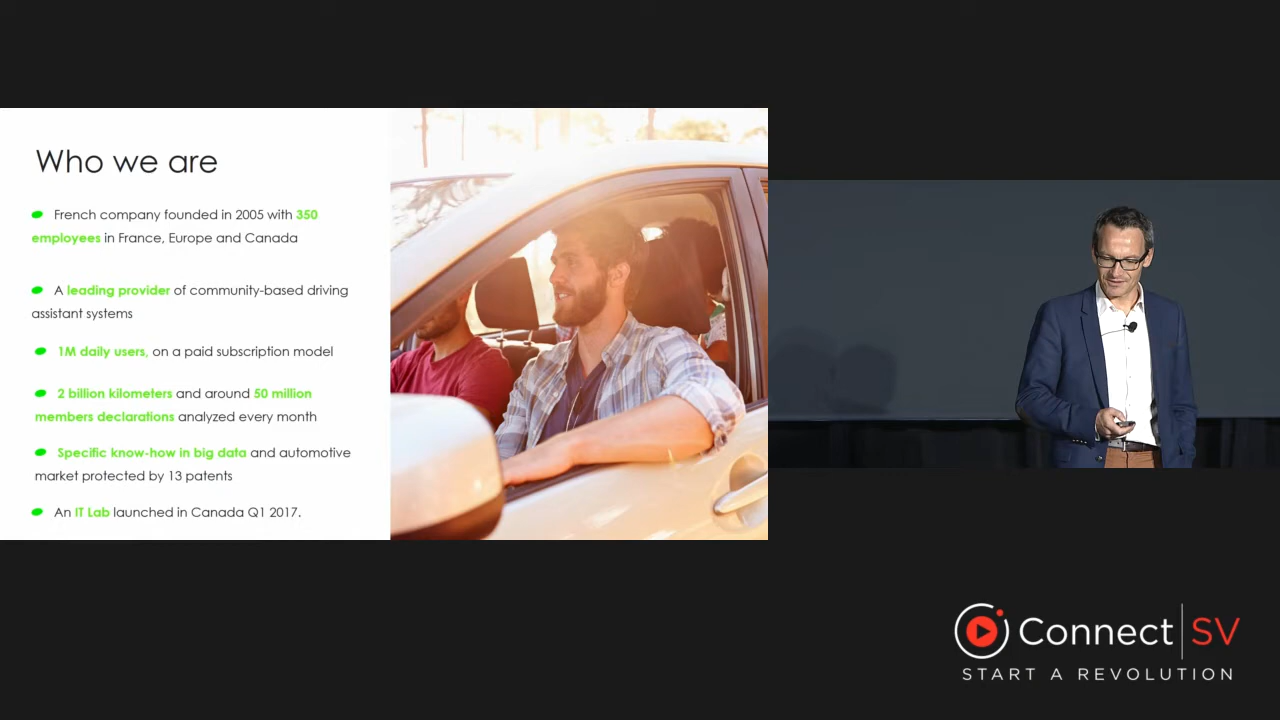 Who we are
French company founded in 2005 with 350
employees in France, Europe and Canada
A leading provider of community-based driving
assistant systems
1M daily users, on a paid subscription model
2 billion kilometers and around 50 million
members declarations analyzed every month
Specific know-how in big data and automotive
market protected by 13 patents
An IT Lab launched in Canada Q1 2017.
Connect SV
START A REVOLUTION